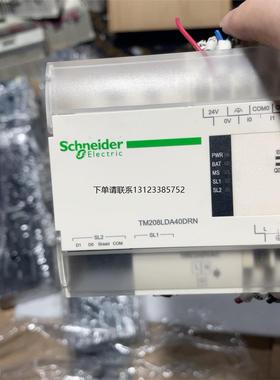 24V COM0
0V I0 I1
Schneider
Electric
PWR
BAT
MS
SL1
SL2
下单请联系13123385752
TM208LDA40DRN
SL2 SL1
D1 D0 Shield COM
L